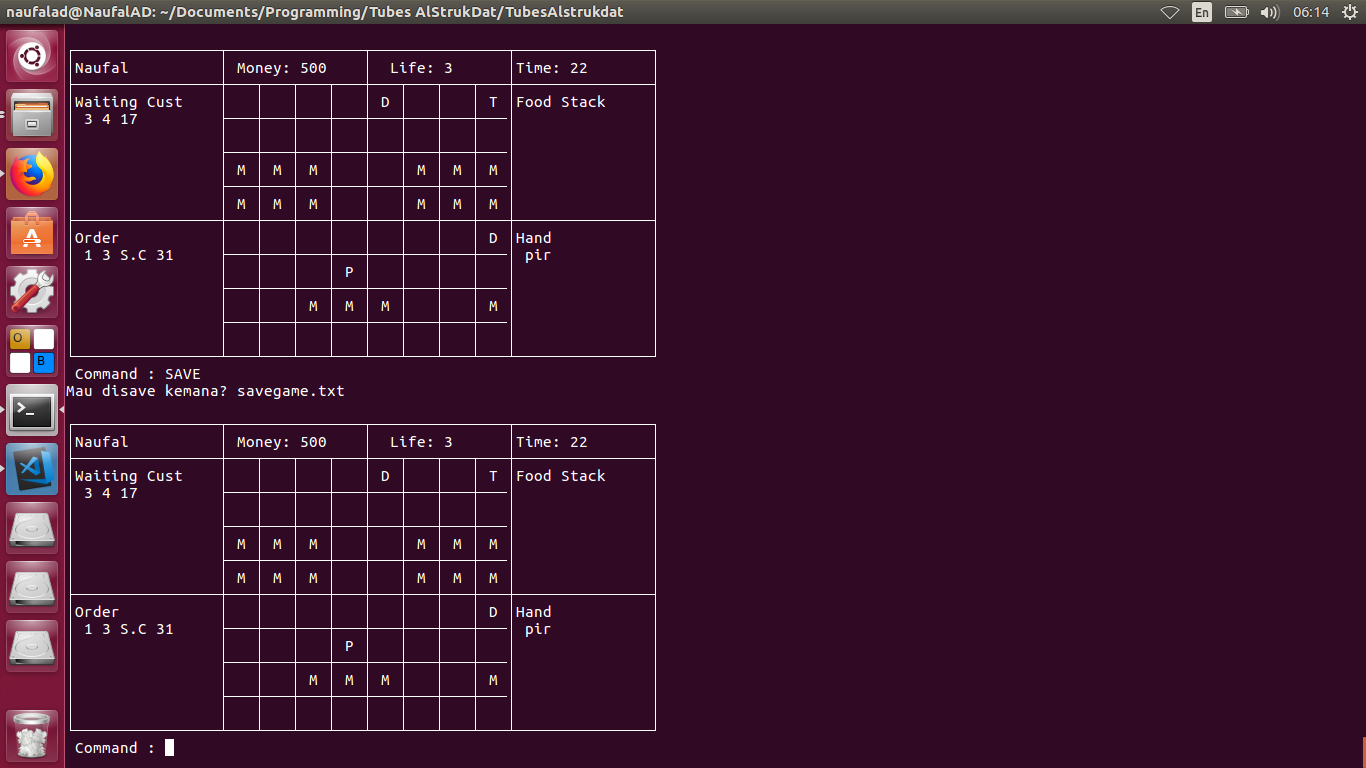 naufalad@NaufalAD: ~/Documents/Programming/Tubes AlStrukDat/TubesAlstrukdat En 06:14
Naufal Money: 500 Life: 3 Time: 22
Waiting Cust D T Food Stack
3 4 17
M M M M M M
M M M M M M
Order D Hand
1 3 S.C 31 pir
P
M M M M
Command : SAVE
Mau disave kemana? savegame.txt
Naufal Money: 500 Life: 3 Time: 22
Waiting Cust D T Food Stack
3 4 17
M M M M M M
M M M M M M
Order D Hand
1 3 S.C 31 pir
P
M M M M
Command :
A
O
B
>_